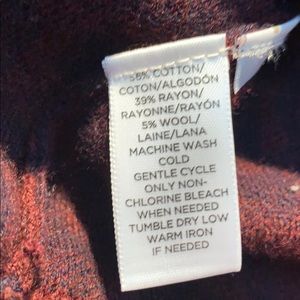 56% COTTON/
COTON/ALGODÓN
39% RAYON/
RAYONNE/RAYÓN
5% WOOL/
LAINE/LANA
MACHINE WASH
COLD
GENTLE CYCLE
ONLY NON-
CHLORINE BLEACH
WHEN NEEDED
TUMBLE DRY LOW
WARM IRON
IF NEEDED